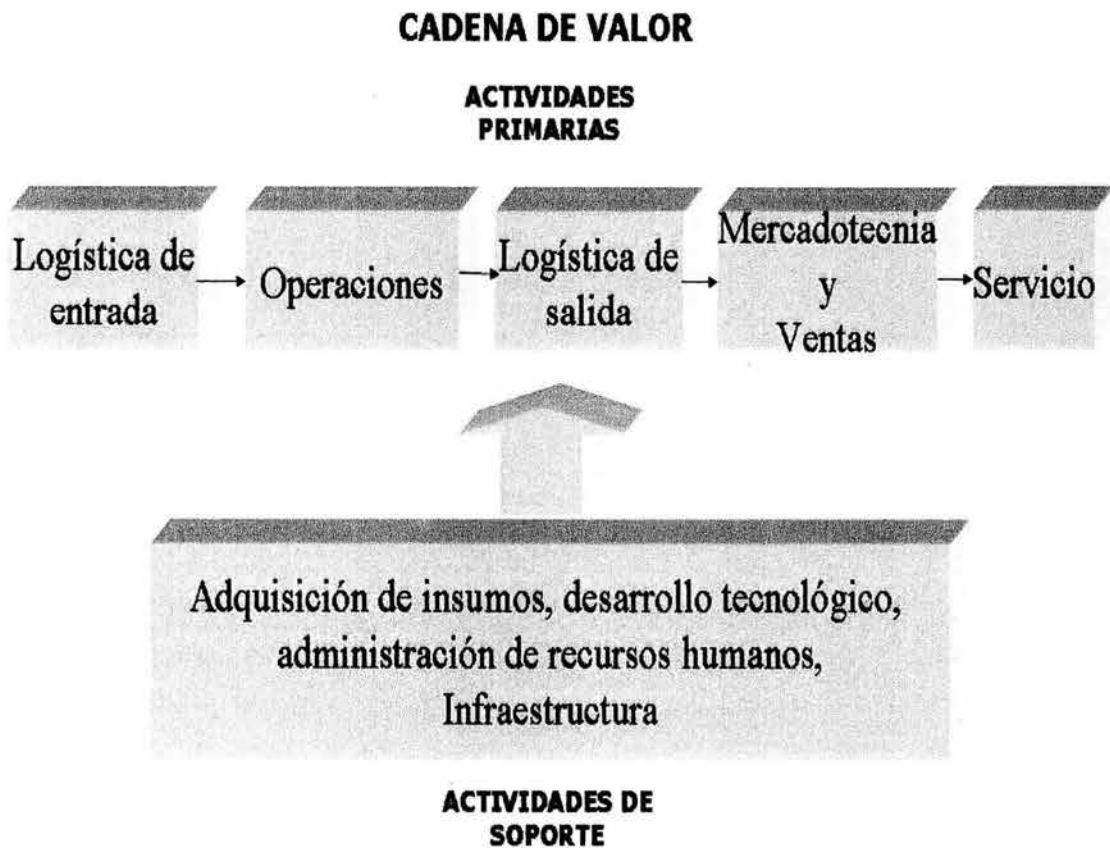 CADENA DE VALOR
ACTIVIDADES
PRIMARIAS
Logística de
entrada
Operaciones
Logística de
salida
Mercadotecnia
y
Ventas
Servicio
Adquisición de insumos, desarrollo tecnológico,
administración de recursos humanos,
Infraestructura
ACTIVIDADES DE
SOPORTE